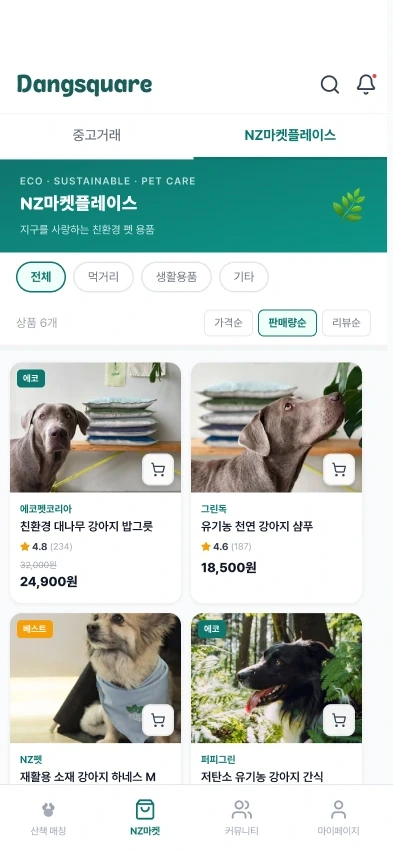 Dangsquare
중고거래
NZ마켓플레이스
ECO · SUSTAINABLE · PET CARE
NZ마켓플레이스
지구를 사랑하는 친환경 펫 용품
전체
먹거리
생활용품
기타
상품 6개
가격순
판매량순
리뷰순
에코
에코펫코리아
친환경 대나무 강아지 밥그릇
4.8 (234)
32,000원
24,900원
그린독
유기농 천연 강아지 샴푸
4.6 (187)
18,500원
베스트
NZ펫
재활용 소재 강아지 하네스 M
에코
퍼피그린
저탄소 유기농 강아지 간식
산책 매칭
NZ마켓
커뮤니티
마이페이지